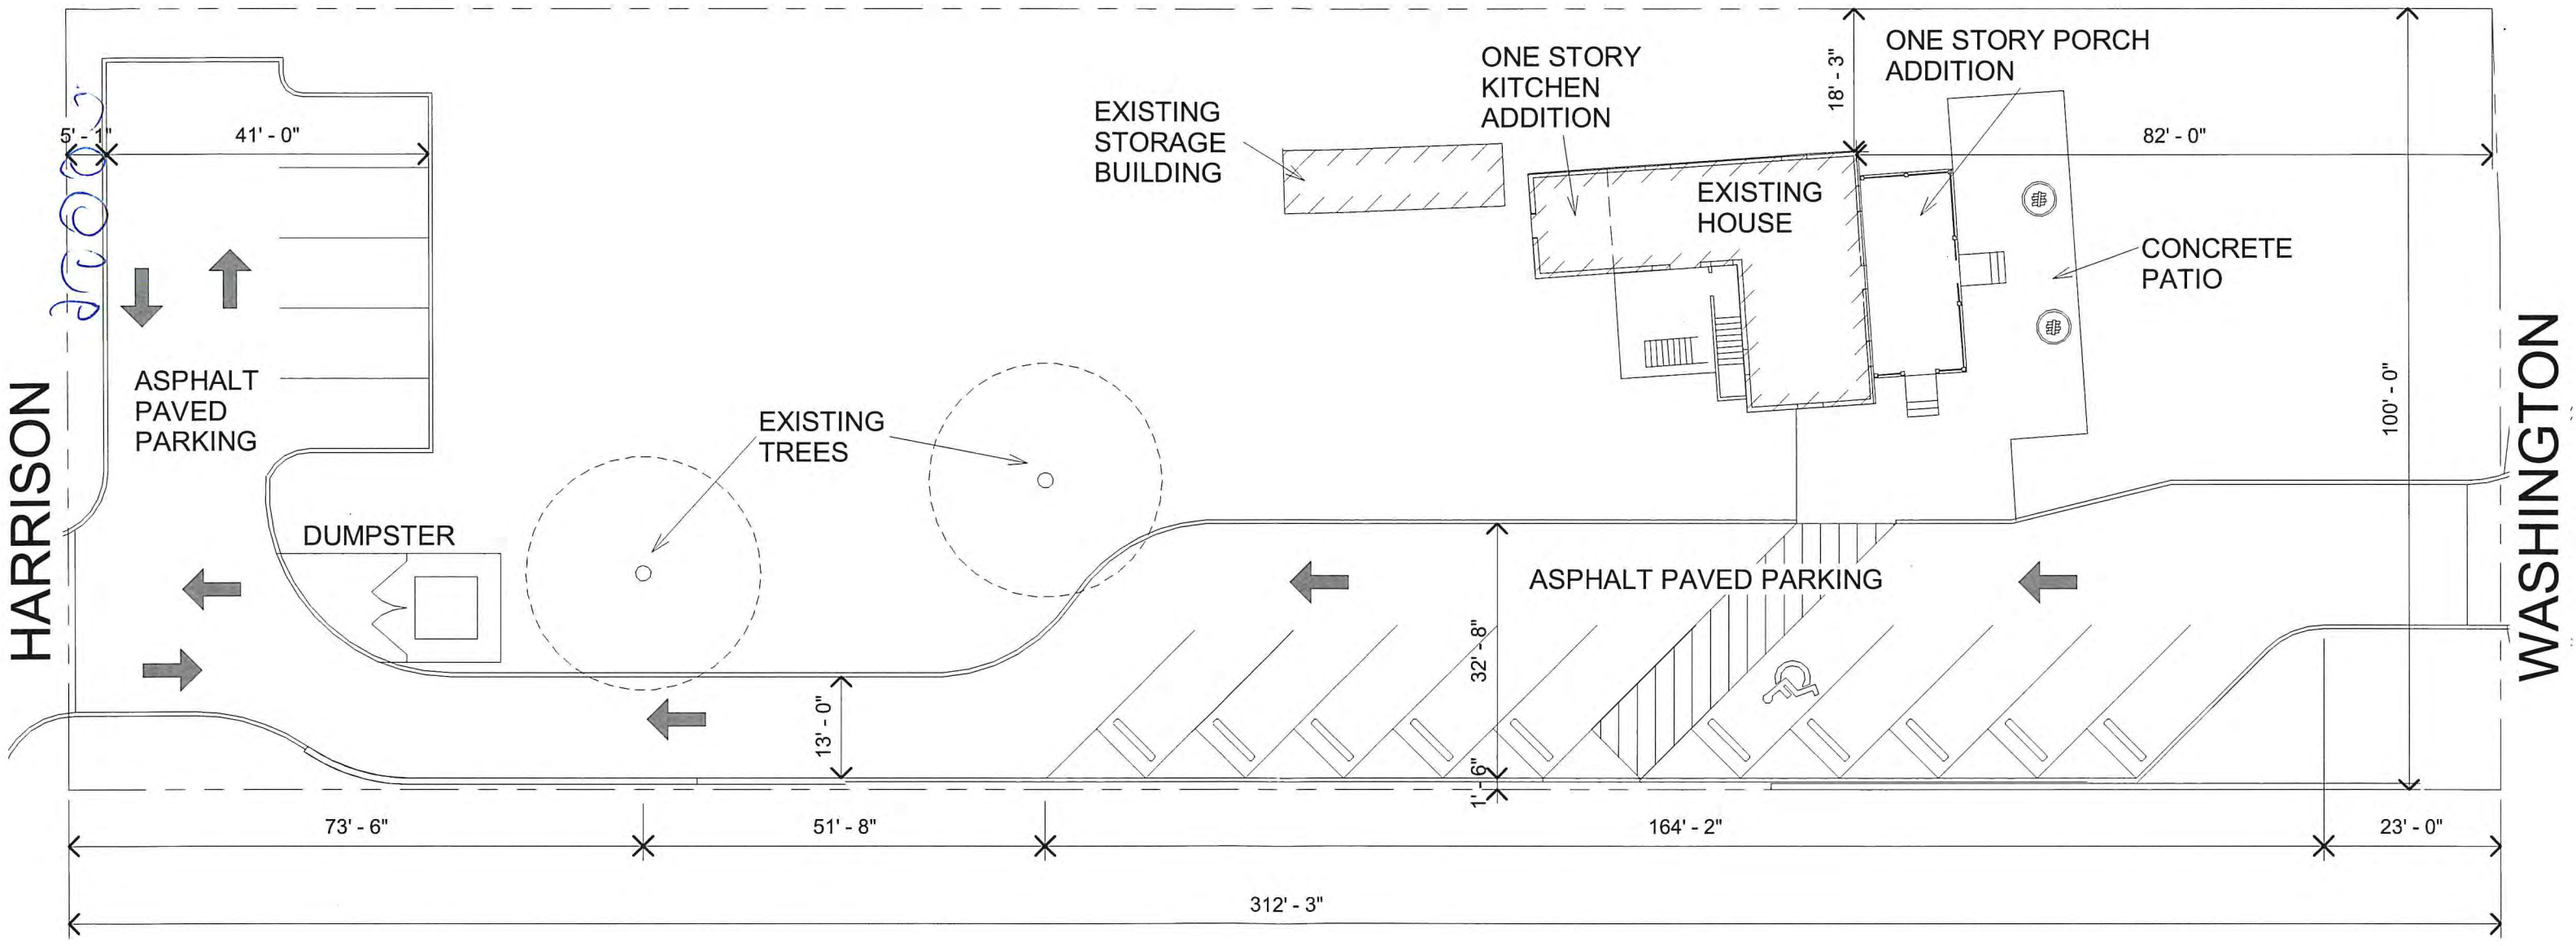 HARRISON
5' - 1"
41' - 0"
ASPHALT
PAVED
PARKING
DUMPSTER
EXISTING
TREES
EXISTING
STORAGE
BUILDING
ONE STORY
KITCHEN
ADDITION
EXISTING
HOUSE
18' - 3"
ONE STORY PORCH
ADDITION
82' - 0"
CONCRETE
PATIO
100' - 0"
WASHINGTON
ASPHALT PAVED PARKING
32' - 8"
13' - 0"
1' - 6"
73' - 6"
51' - 8"
164' - 2"
23' - 0"
312' - 3"